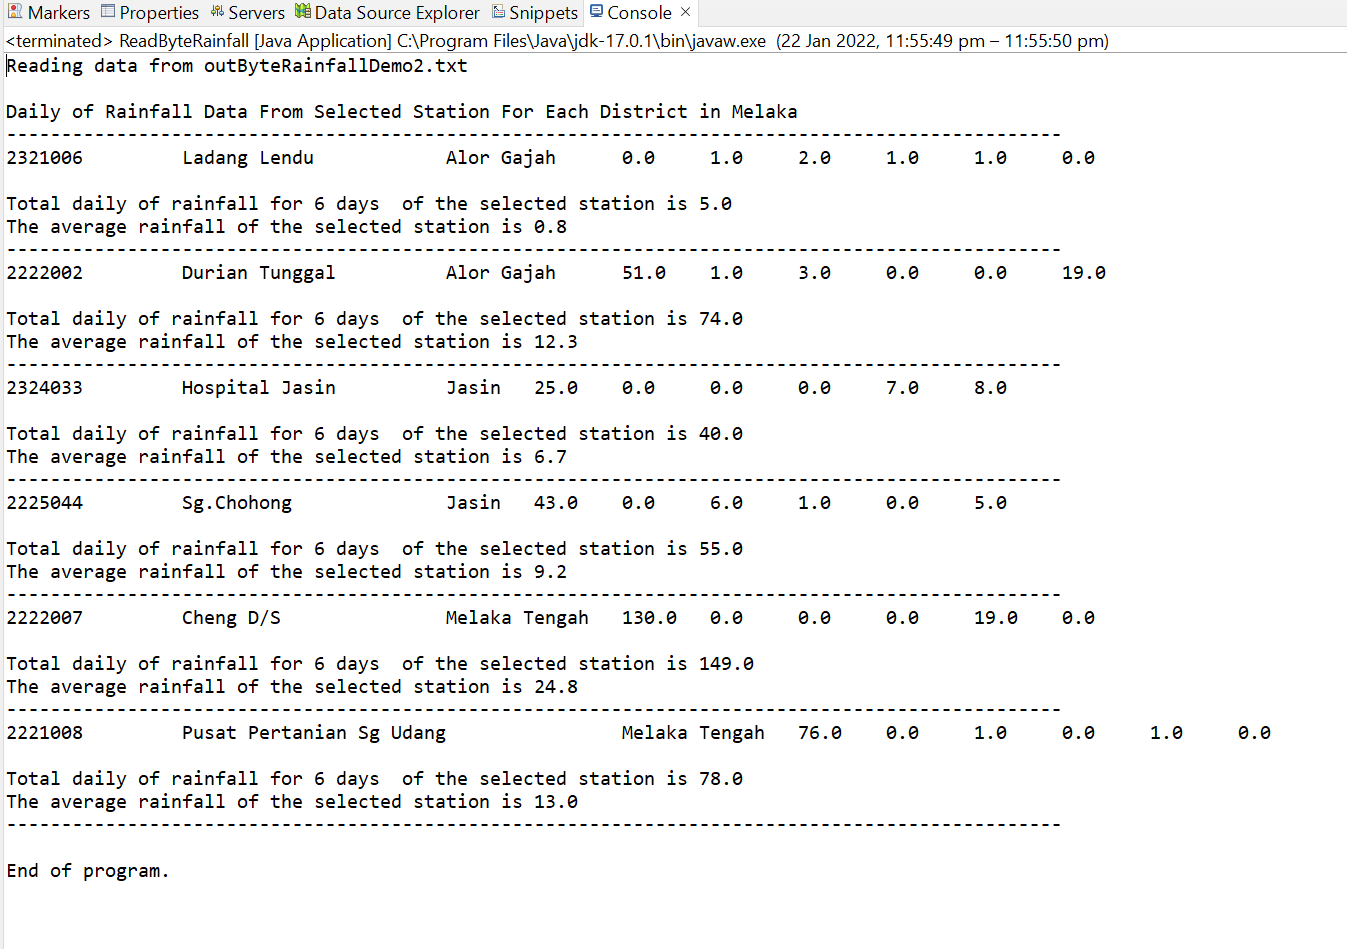 Markers Properties Servers Data Source Explorer Snippets Console
<terminated> ReadByteRainfall [Java Application] C:\Program Files\Java\jdk-17.0.1\bin\javaw.exe (22 Jan 2022, 11:55:49 pm – 11:55:50 pm)
Reading data from outByteRainfallDemo2.txt
Daily of Rainfall Data From Selected Station For Each District in Melaka
------------------------------------------------------------------------------------------------
2321006 Ladang Lendu Alor Gajah 0.0 1.0 2.0 1.0 1.0 0.0
Total daily of rainfall for 6 days  of the selected station is 5.0
The average rainfall of the selected station is 0.8
------------------------------------------------------------------------------------------------
2222002 Durian Tunggal Alor Gajah 51.0 1.0 3.0 0.0 0.0 19.0
Total daily of rainfall for 6 days  of the selected station is 74.0
The average rainfall of the selected station is 12.3
------------------------------------------------------------------------------------------------
2324033 Hospital Jasin Jasin 25.0 0.0 0.0 0.0 7.0 8.0
Total daily of rainfall for 6 days  of the selected station is 40.0
The average rainfall of the selected station is 6.7
------------------------------------------------------------------------------------------------
2225044 Sg.Chohong Jasin 43.0 0.0 6.0 1.0 0.0 5.0
Total daily of rainfall for 6 days  of the selected station is 55.0
The average rainfall of the selected station is 9.2
------------------------------------------------------------------------------------------------
2222007 Cheng D/S Melaka Tengah 130.0 0.0 0.0 0.0 19.0 0.0
Total daily of rainfall for 6 days  of the selected station is 149.0
The average rainfall of the selected station is 24.8
------------------------------------------------------------------------------------------------
2221008 Pusat Pertanian Sg Udang Melaka Tengah 76.0 0.0 1.0 0.0 1.0 0.0
Total daily of rainfall for 6 days  of the selected station is 78.0
The average rainfall of the selected station is 13.0
------------------------------------------------------------------------------------------------
End of program.